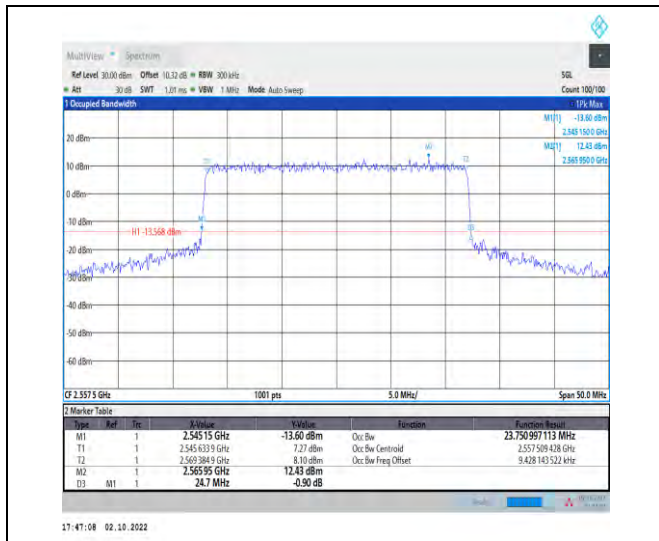 MultiView Spectrum
Ref Level 30.00 dBm Offset 10.32 dB RBW 300 kHz SGL
Att 30 dB SWT 1.01 ms VBW 1 MHz Mode Auto Sweep Count 100/100
1 Occupied Bandwidth 1Pk Max
M1[1] -13.60 dBm
2.545 150 0 GHz
M2[1] 12.43 dBm
2.565 950 0 GHz
20 dBm
M2
T1 T2
10 dBm
0 dBm
-10 dBm
M1
H1 -13.568 dBm
D3
-20 dBm
-30 dBm
-40 dBm
-50 dBm
-60 dBm
CF 2.557 5 GHz 1001 pts 5.0 MHz/ Span 50.0 MHz
2 Marker Table
Type Ref Trc X-Value Y-Value Function Function Result
M1 1 2.545 15 GHz -13.60 dBm Occ Bw 23.750 997 113 MHz
T1 1 2.545 633 9 GHz 7.27 dBm Occ Bw Centroid 2.557 509 428 GHz
T2 1 2.569 384 9 GHz 8.10 dBm Occ Bw Freq Offset 9.428 143 522 kHz
M2 1 2.565 95 GHz 12.43 dBm
D3 M1 1 24.7 MHz -0.90 dB
17:47:08 02.10.2022